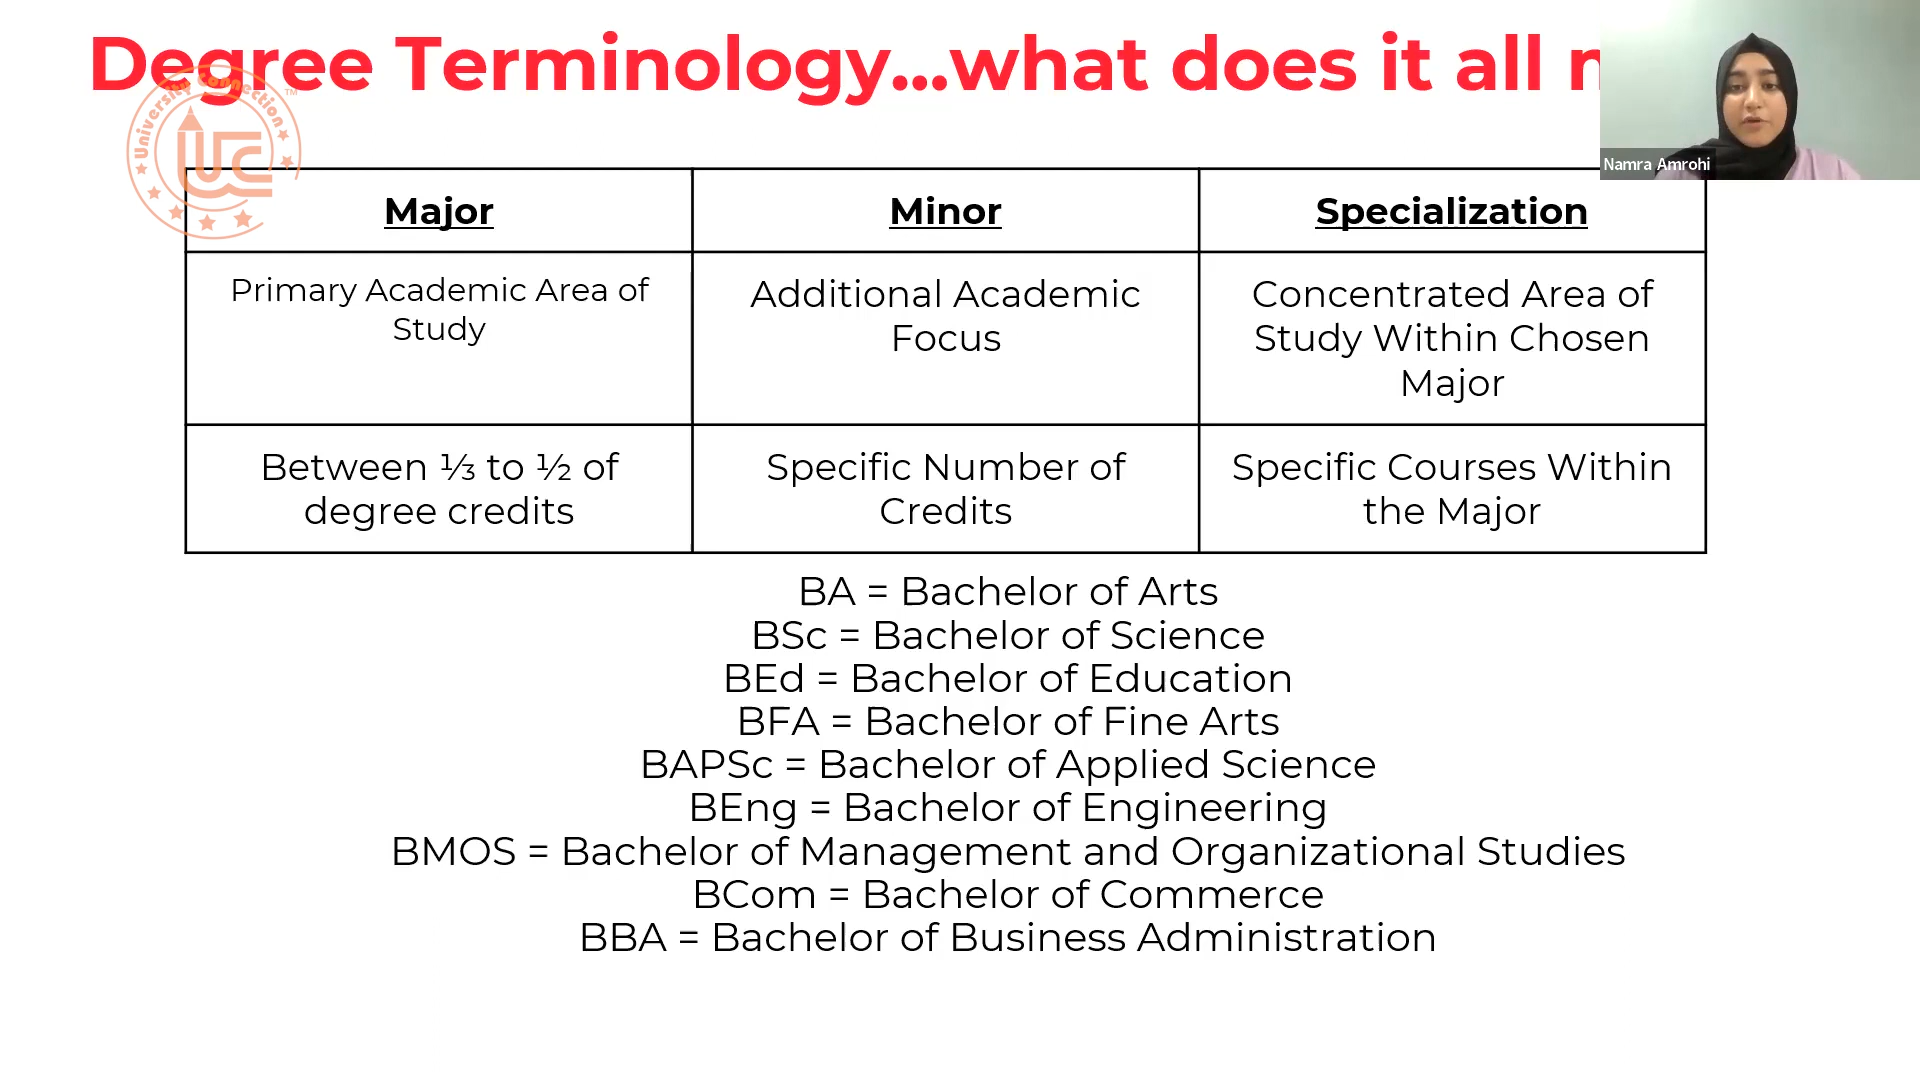 Degree Terminology...what does it all
University Connection TM
UC
Namra Amrohi
Major
Minor
Specialization
Primary Academic Area of
Study
Additional Academic
Focus
Concentrated Area of
Study Within Chosen
Major
Between ⅓ to ½ of
degree credits
Specific Number of
Credits
Specific Courses Within
the Major
BA = Bachelor of Arts
BSc = Bachelor of Science
BEd = Bachelor of Education
BFA = Bachelor of Fine Arts
BAPSc = Bachelor of Applied Science
BEng = Bachelor of Engineering
BMOS = Bachelor of Management and Organizational Studies
BCom = Bachelor of Commerce
BBA = Bachelor of Business Administration